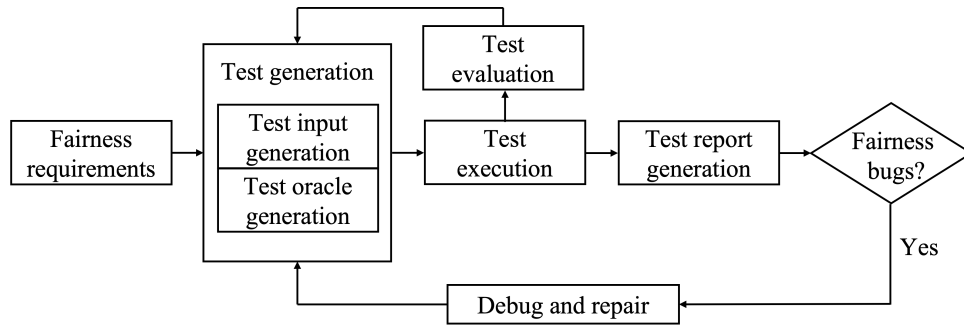 Fairness
requirements
Test generation
Test input
generation
Test oracle
generation
Test
evaluation
Test
execution
Test report
generation
Fairness
bugs?
Yes
Debug and repair